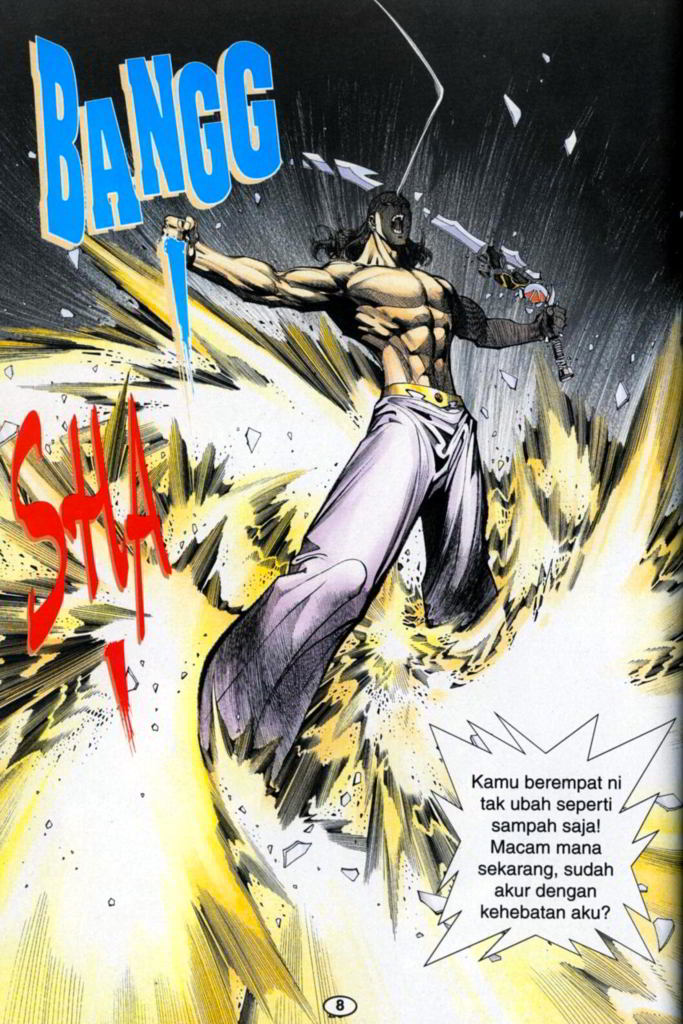 BANGG!
SHA!
Kamu berempat ni
tak ubah seperti
sampah saja!
Macam mana
sekarang, sudah
akur dengan
kehebatan aku?
8